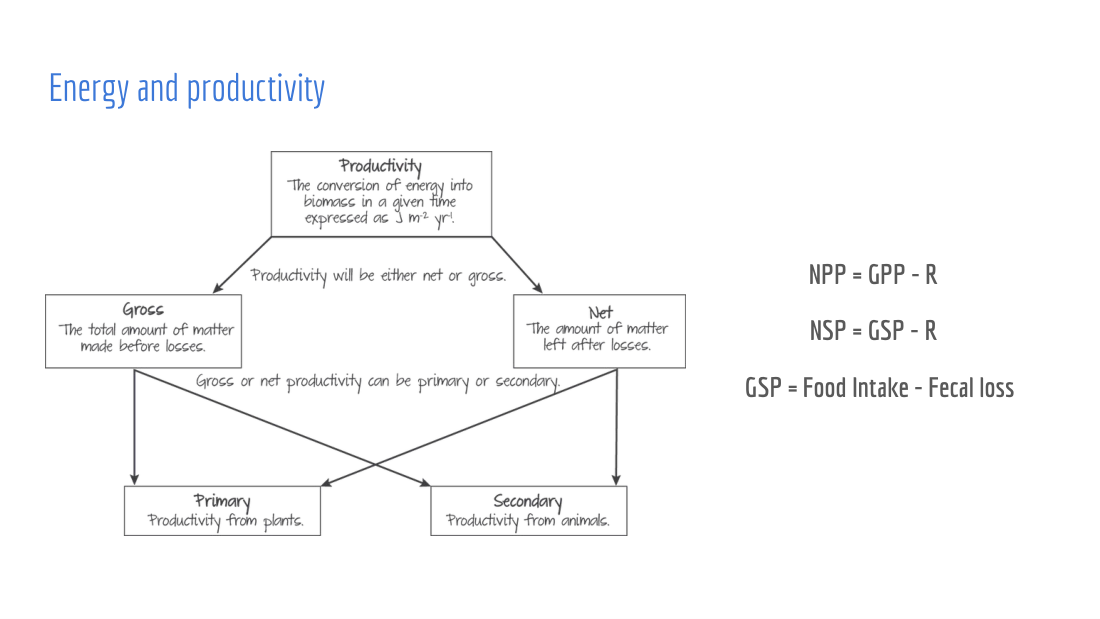 Energy and productivity
Productivity
The conversion of energy into
biomass in a given time
expressed as J m⁻² yr⁻¹.
Productivity will be either net or gross.
Gross
The total amount of matter
made before losses.
Net
The amount of matter
left after losses.
Gross or net productivity can be primary or secondary.
Primary
Productivity from plants.
Secondary
Productivity from animals.
NPP = GPP - R
NSP = GSP - R
GSP = Food Intake - Fecal loss